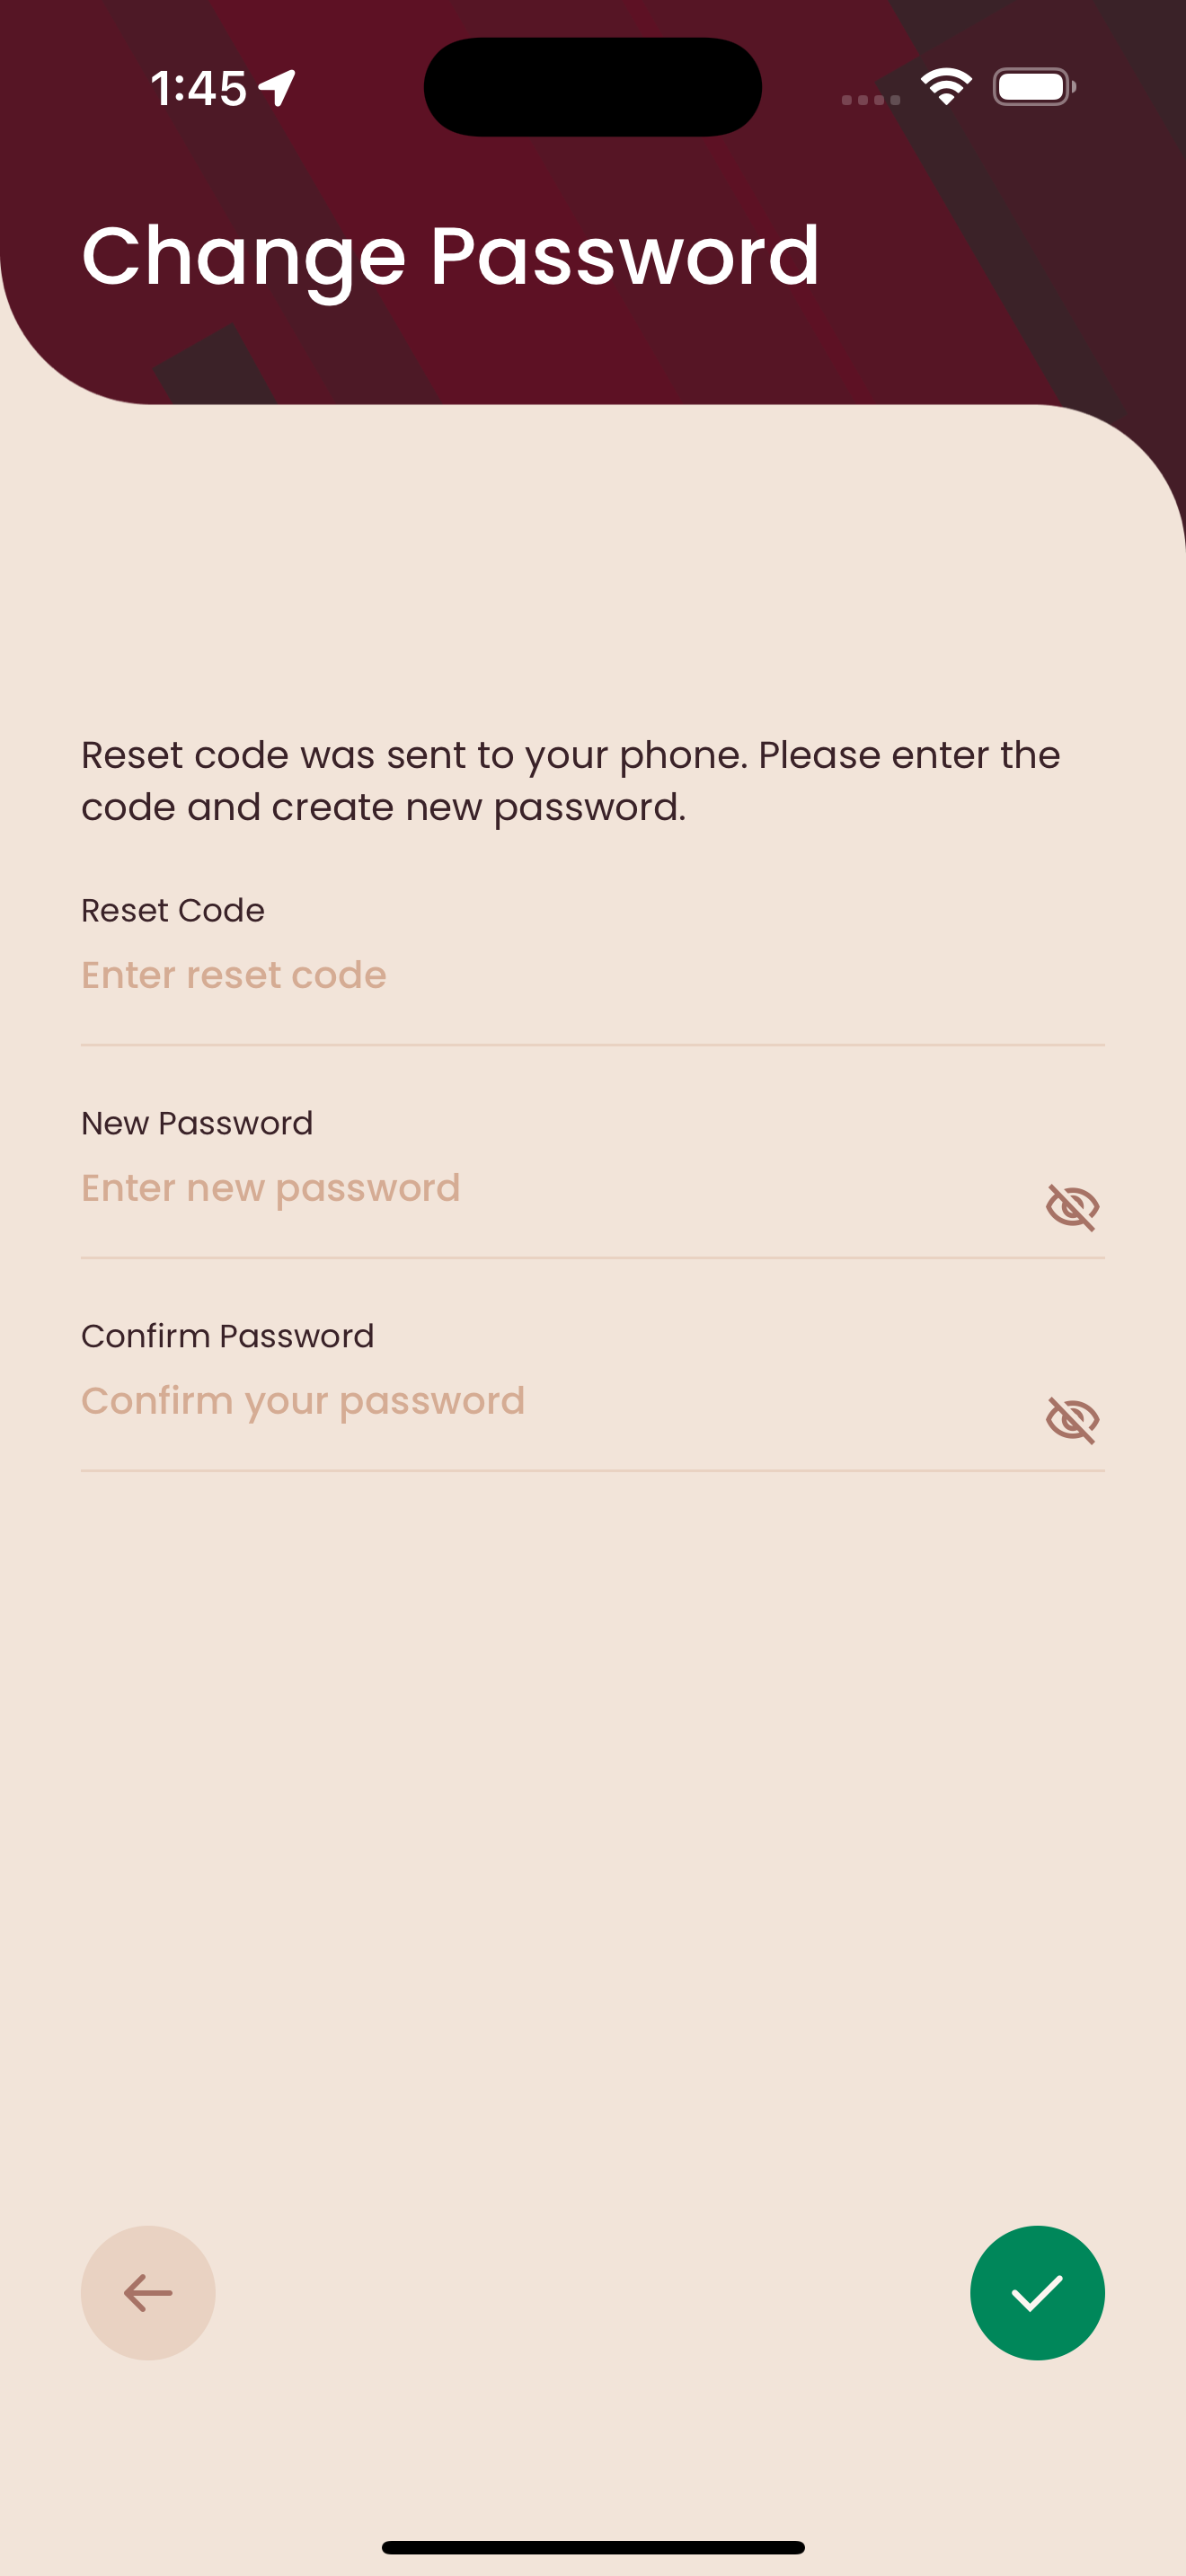 1:45
Change Password
Reset code was sent to your phone. Please enter the
code and create new password.
Reset Code
Enter reset code
New Password
Enter new password
Confirm Password
Confirm your password